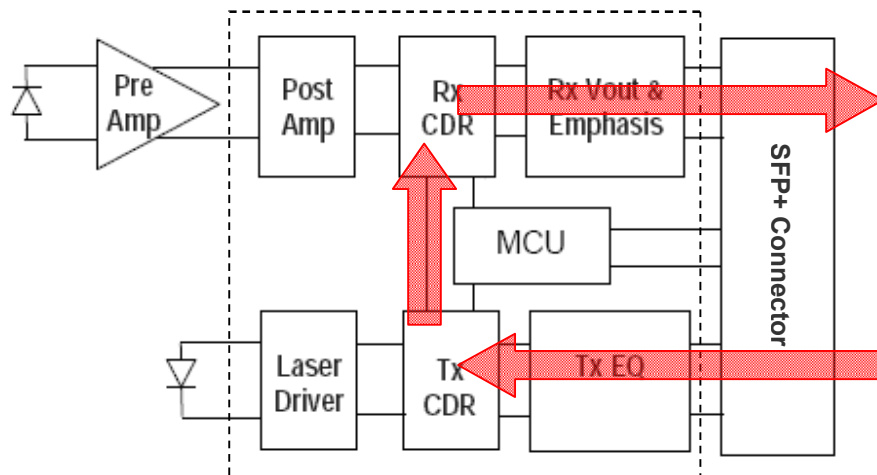 Pre
Amp
Post
Amp
Rx
CDR
Rx Vout &
Emphasis
SFP+ Connector
MCU
Laser
Driver
Tx
CDR
Tx EQ